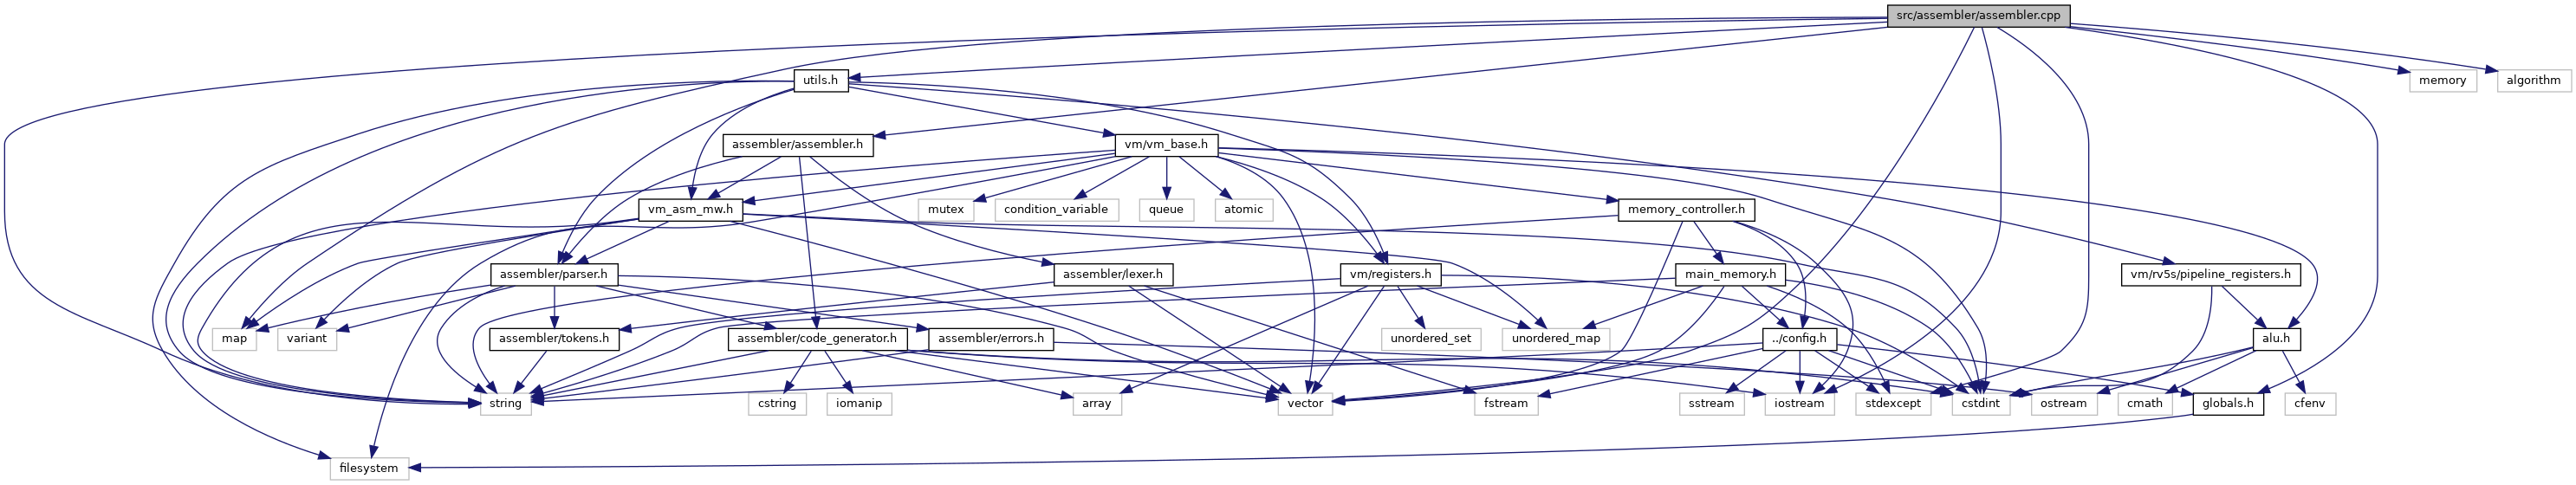 src/assembler/assembler.cpp
utils.h
memory
algorithm
assembler/assembler.h
vm/vm_base.h
vm_asm_mw.h
mutex
condition_variable
queue
atomic
memory_controller.h
assembler/parser.h
assembler/lexer.h
vm/registers.h
main_memory.h
vm/rv5s/pipeline_registers.h
map
variant
assembler/tokens.h
assembler/code_generator.h
assembler/errors.h
unordered_set
unordered_map
../config.h
alu.h
string
cstring
iomanip
array
vector
fstream
sstream
iostream
stdexcept
cstdint
ostream
cmath
globals.h
cfenv
filesystem